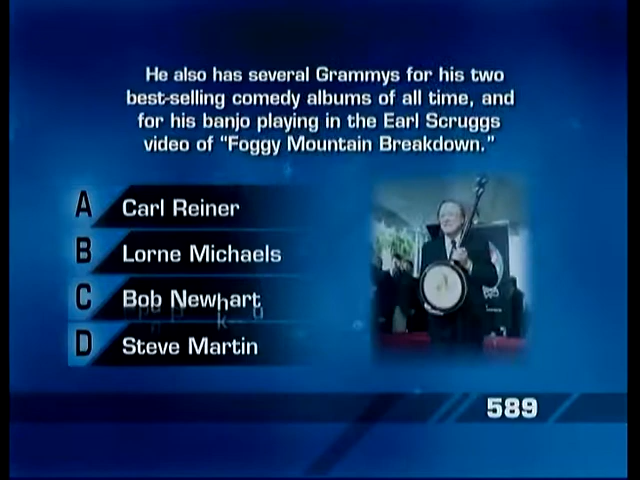 He also has several Grammys for his two
best-selling comedy albums of all time, and
for his banjo playing in the Earl Scruggs
video of “Foggy Mountain Breakdown.”
A Carl Reiner
B Lorne Michaels
C Bob Newhart
D Steve Martin
589